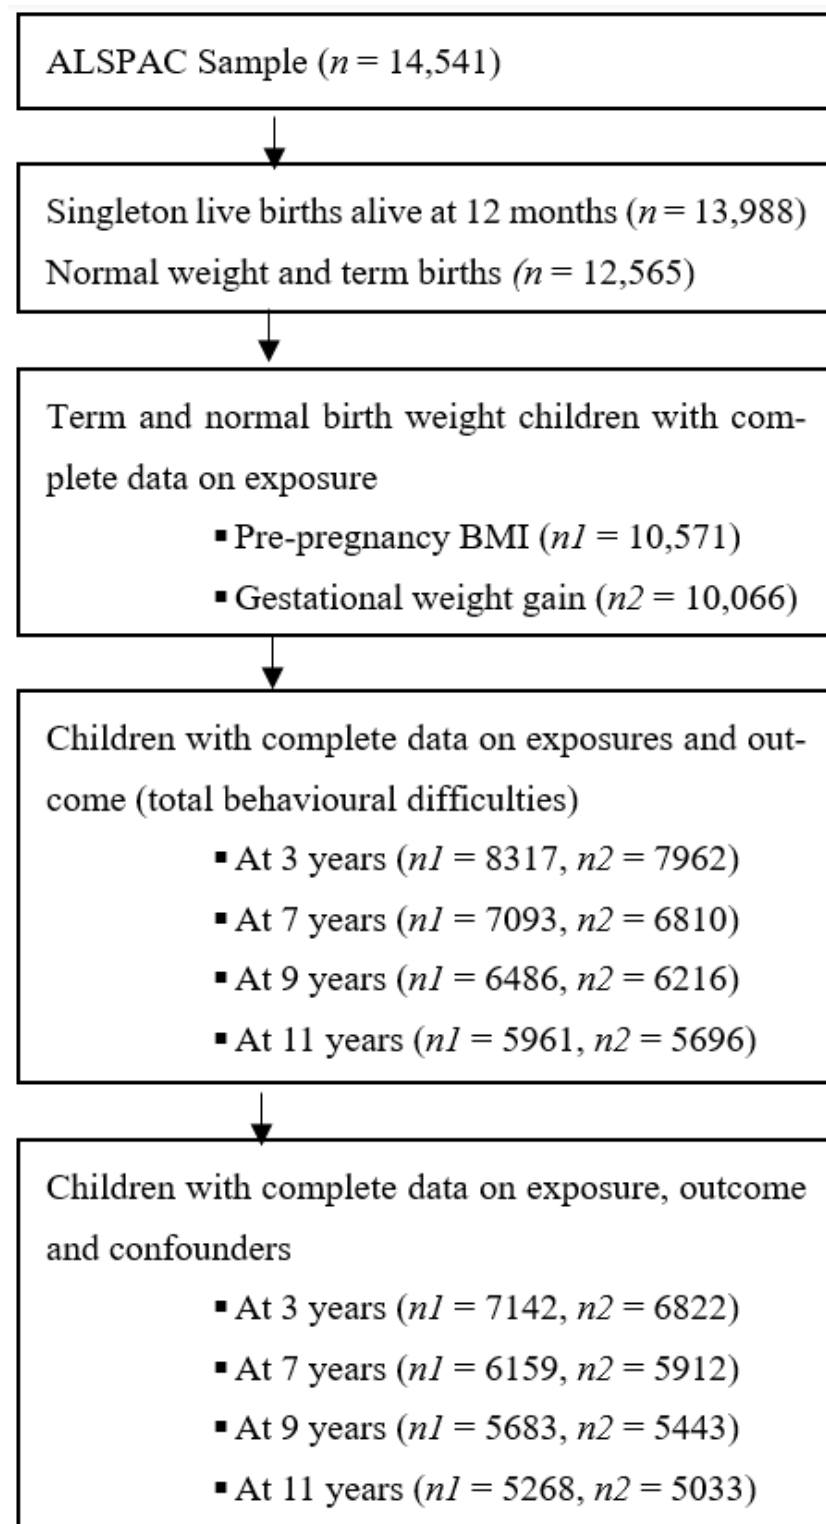 ALSPAC Sample (n = 14,541)
Singleton live births alive at 12 months (n = 13,988)
Normal weight and term births (n = 12,565)
Term and normal birth weight children with com-
plete data on exposure
▪ Pre-pregnancy BMI (n1 = 10,571)
▪ Gestational weight gain (n2 = 10,066)
Children with complete data on exposures and out-
come (total behavioural difficulties)
▪ At 3 years (n1 = 8317, n2 = 7962)
▪ At 7 years (n1 = 7093, n2 = 6810)
▪ At 9 years (n1 = 6486, n2 = 6216)
▪ At 11 years (n1 = 5961, n2 = 5696)
Children with complete data on exposure, outcome
and confounders
▪ At 3 years (n1 = 7142, n2 = 6822)
▪ At 7 years (n1 = 6159, n2 = 5912)
▪ At 9 years (n1 = 5683, n2 = 5443)
▪ At 11 years (n1 = 5268, n2 = 5033)